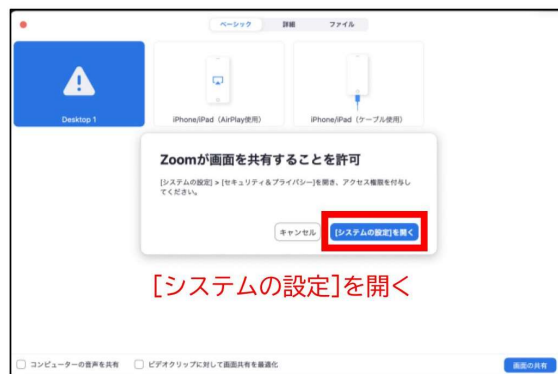 ベーシック 詳細 ファイル
Desktop 1
iPhone/iPad（AirPlay使用）
iPhone/iPad（ケーブル使用）
Zoomが画面を共有することを許可
[システムの設定] > [セキュリティ&プライバシー]を開き、アクセス権限を付与し
てください。
キャンセル
[システムの設定]を開く
[システムの設定]を開く
コンピューターの音声を共有
ビデオクリップに対して画面共有を最適化
画面の共有